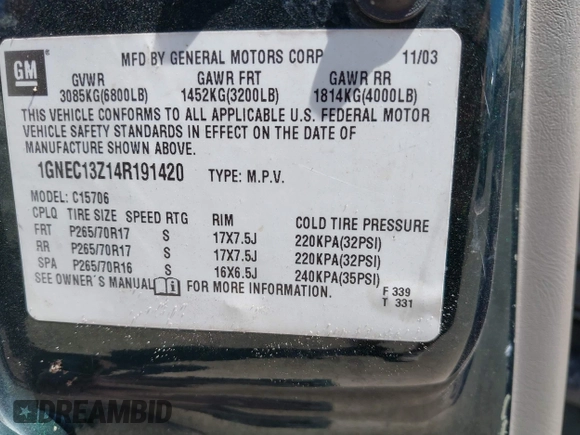 GM
MFD BY GENERAL MOTORS CORP 11/03
GVWR GAWR FRT GAWR RR
3085KG(6800LB) 1452KG(3200LB) 1814KG(4000LB)
THIS VEHICLE CONFORMS TO ALL APPLICABLE U.S. FEDERAL MOTOR
VEHICLE SAFETY STANDARDS IN EFFECT ON THE DATE OF
MANUFACTURE SHOWN ABOVE.
1GNEC13Z14R191420 TYPE: M.P.V.
MODEL: C15706
CPLQ TIRE SIZE SPEED RTG RIM COLD TIRE PRESSURE
FRT P265/70R17 S 17X7.5J 220KPA(32PSI)
RR P265/70R17 S 17X7.5J 220KPA(32PSI)
SPA P265/70R16 S 16X6.5J 240KPA(35PSI)
SEE OWNER'S MANUAL FOR MORE INFORMATION.
F 339
T 331
DREAMBID